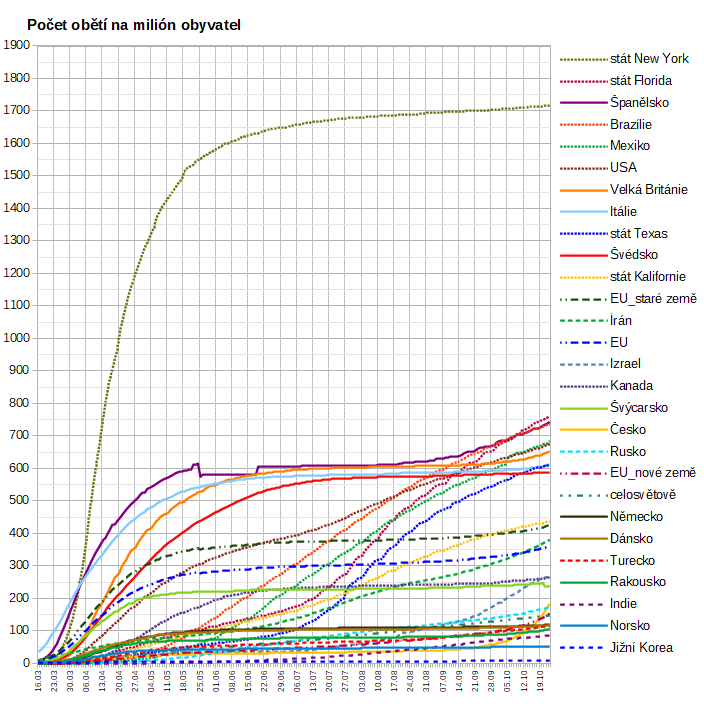 Počet obětí na milión obyvatel
1900
1800
1700
1600
1500
1400
1300
1200
1100
1000
900
800
700
600
500
400
300
200
100
0
16.03
23.03
30.03
06.04
13.04
20.04
27.04
04.05
11.05
18.05
25.05
01.06
08.06
15.06
22.06
29.06
06.07
13.07
20.07
27.07
03.08
10.08
17.08
24.08
31.08
07.09
14.09
21.09
28.09
05.10
12.10
19.10
stát New York
stát Florida
Španělsko
Brazílie
Mexiko
USA
Velká Británie
Itálie
stát Texas
Švédsko
stát Kalifornie
EU_staré země
Írán
EU
Izrael
Kanada
Švýcarsko
Česko
Rusko
EU_nové země
celosvětově
Německo
Dánsko
Turecko
Rakousko
Indie
Norsko
Jižní Korea